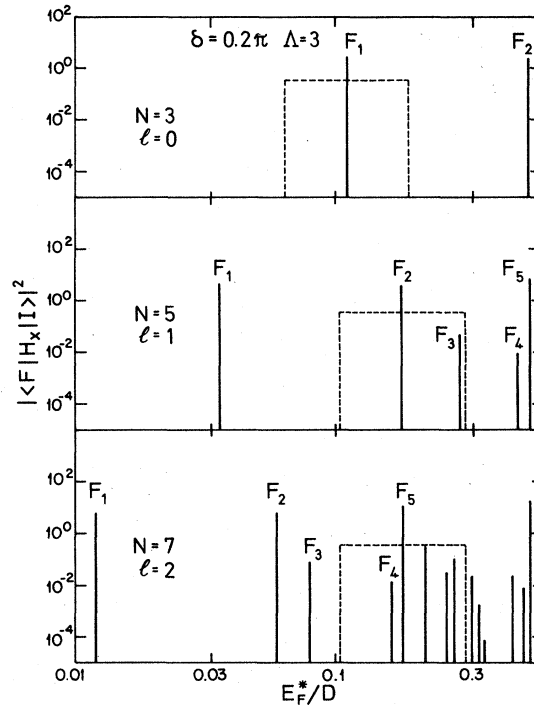 δ = 0.2π Λ=3
10²
10⁰
10⁻²
10⁻⁴
F₁
F₂
N = 3
ℓ = 0
10²
10⁰
10⁻²
10⁻⁴
F₁
F₂
F₃
F₄
F₅
N = 5
ℓ = 1
|<F|Hₓ|I>|²
10²
10⁰
10⁻²
10⁻⁴
F₁
F₂
F₃
F₄
F₅
N = 7
ℓ = 2
0.01
0.03
0.1
0.3
E*_F/D